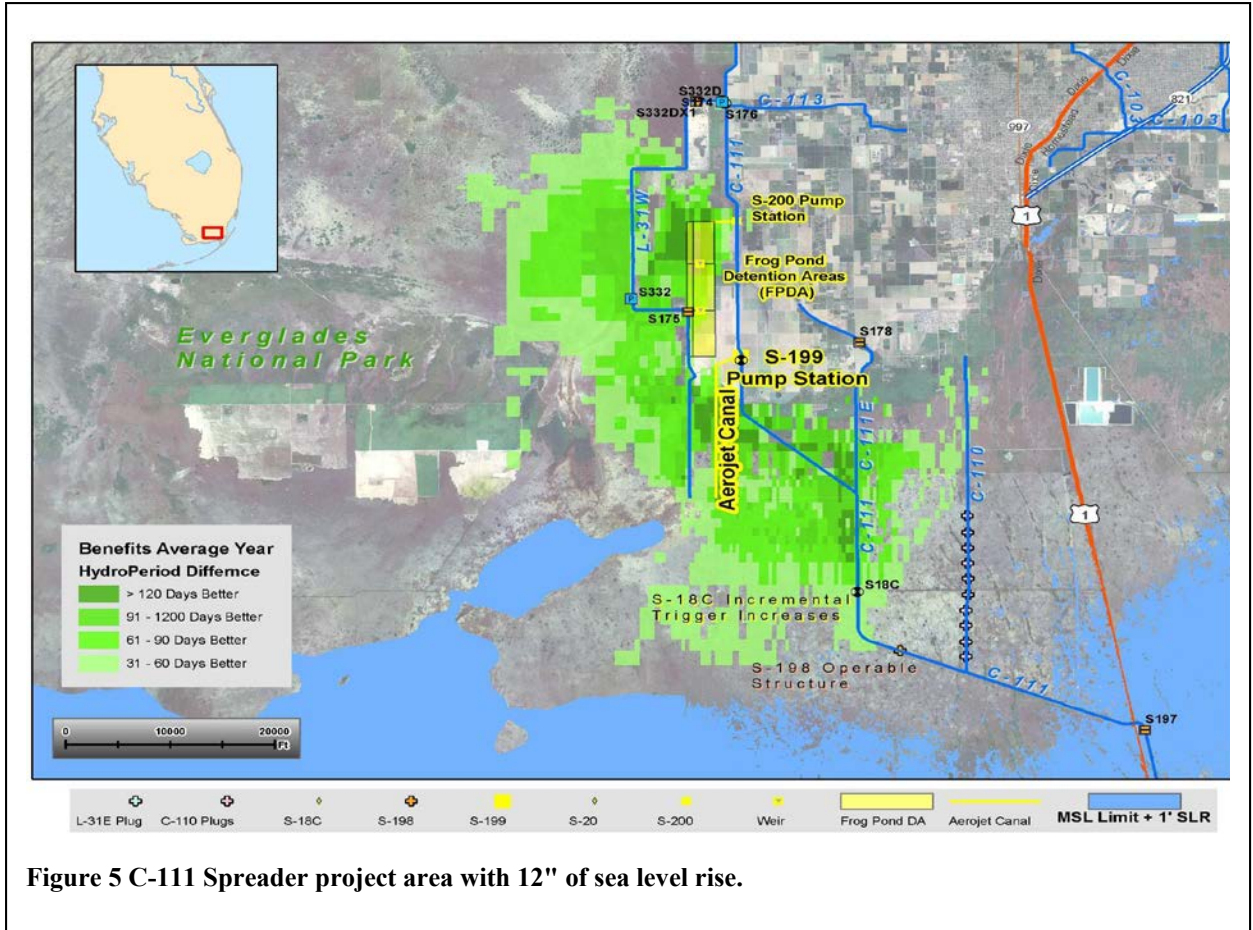 S332D
S174
S332DX1
S176
C-113
C-103
821
997
Dixie
Dixie
Homestead
C-103
C-111
S-200 Pump
Station
L-31W
1
Frog Pond
Detention Areas
(FPDA)
Dixie
S332
S175
S178
Everglades
National Park
S-199
Pump Station
Aerojet Canal
C-111E
C-110
1
C-111
Benefits Average Year
HydroPeriod Differnce
> 120 Days Better
91 - 1200 Days Better
61 - 90 Days Better
31 - 60 Days Better
S18C
S-18C Incremental
Trigger Increases
S-198 Operable
Structure
C-111
S197
0 10000 20000
Ft
L-31E Plug C-110 Plugs S-18C S-198 S-199 S-20 S-200 Weir Frog Pond DA Aerojet Canal MSL Limit + 1' SLR
Figure 5 C-111 Spreader project area with 12" of sea level rise.